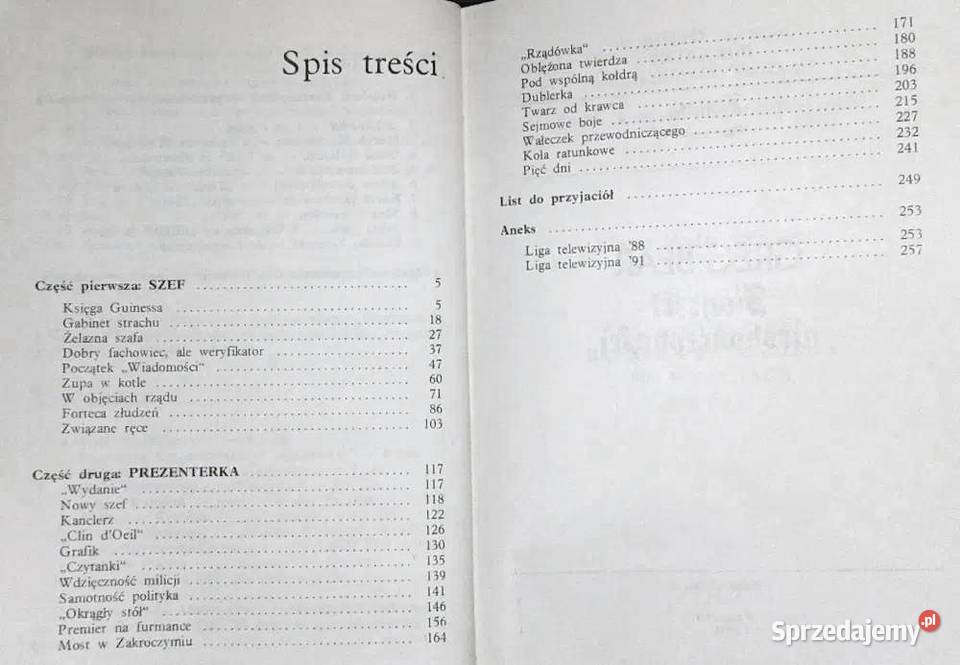 Spis treści
Część pierwsza: SZEF . . . . . . . . . . . . . . . . . . . . 5
Księga Guinessa . . . . . . . . . . . . . . . . . . . . 5
Gabinet strachu . . . . . . . . . . . . . . . . . . . . 18
Żelazna szafa . . . . . . . . . . . . . . . . . . . . 27
Dobry fachowiec, ale weryfikator . . . . . . . . . . . . 37
Początek „Wiadomości“ . . . . . . . . . . . . . . . . 47
Zupa w kotle . . . . . . . . . . . . . . . . . . . . 60
W objęciach rządu . . . . . . . . . . . . . . . . . . 71
Forteca złudzeń . . . . . . . . . . . . . . . . . . . . 86
Związane ręce . . . . . . . . . . . . . . . . . . . . 103
Część druga: PREZENTERKA . . . . . . . . . . . . . . 117
„Wydanie“ . . . . . . . . . . . . . . . . . . . . 117
Nowy szef . . . . . . . . . . . . . . . . . . . . 118
Kanclerz . . . . . . . . . . . . . . . . . . . . 122
„Clin d'Oeil“ . . . . . . . . . . . . . . . . . . . . 126
Grafik . . . . . . . . . . . . . . . . . . . . 130
„Czytanki“ . . . . . . . . . . . . . . . . . . . . 135
Wdzięczność milicji . . . . . . . . . . . . . . . . . . 139
Samotność polityka . . . . . . . . . . . . . . . . . . 141
„Okrągły stół“ . . . . . . . . . . . . . . . . . . . . 146
Premier na furmance . . . . . . . . . . . . . . . . . . 156
Most w Zakroczymiu . . . . . . . . . . . . . . . . . . 164
„Rządówka“ . . . . . . . . . . . . . . . . . . . . 171
Oblężona twierdza . . . . . . . . . . . . . . . . . . 180
Pod wspólną kołdrą . . . . . . . . . . . . . . . . . . 188
Dublerka . . . . . . . . . . . . . . . . . . . . 196
Twarz od krawca . . . . . . . . . . . . . . . . . . . . 203
Sejmowe boje . . . . . . . . . . . . . . . . . . . . 215
Wałeczek przewodniczącego . . . . . . . . . . . . . . 227
Koła ratunkowe . . . . . . . . . . . . . . . . . . . . 232
Pięć dni . . . . . . . . . . . . . . . . . . . . 241
List do przyjaciół . . . . . . . . . . . . . . . . . . . . 249
Aneks . . . . . . . . . . . . . . . . . . . . 253
Liga telewizyjna '88 . . . . . . . . . . . . . . . . . . 253
Liga telewizyjna '91 . . . . . . . . . . . . . . . . . . 257
Sprzedajemy.pl